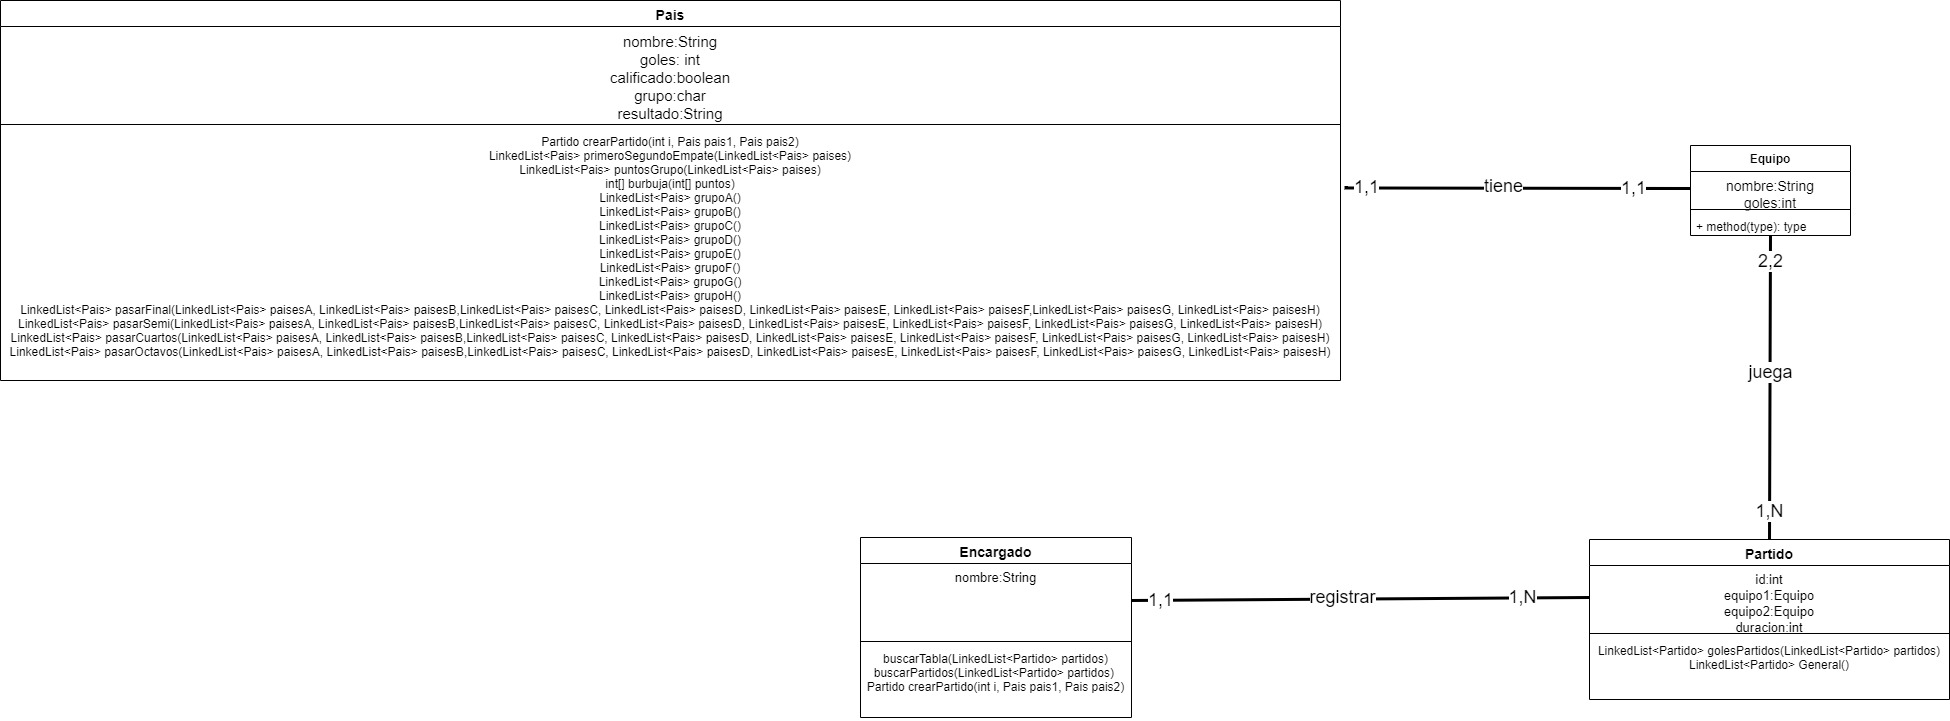 Pais
nombre:String
goles: int
calificado:boolean
grupo:char
resultado:String
Partido crearPartido(int i, Pais pais1, Pais pais2)
LinkedList<Pais> primeroSegundoEmpate(LinkedList<Pais> paises)
LinkedList<Pais> puntosGrupo(LinkedList<Pais> paises)
int[] burbuja(int[] puntos)
LinkedList<Pais> grupoA()
LinkedList<Pais> grupoB()
LinkedList<Pais> grupoC()
LinkedList<Pais> grupoD()
LinkedList<Pais> grupoE()
LinkedList<Pais> grupoF()
LinkedList<Pais> grupoG()
LinkedList<Pais> grupoH()
LinkedList<Pais> pasarFinal(LinkedList<Pais> paisesA, LinkedList<Pais> paisesB,LinkedList<Pais> paisesC, LinkedList<Pais> paisesD, LinkedList<Pais> paisesE, LinkedList<Pais> paisesF,LinkedList<Pais> paisesG, LinkedList<Pais> paisesH)
LinkedList<Pais> pasarSemi(LinkedList<Pais> paisesA, LinkedList<Pais> paisesB,LinkedList<Pais> paisesC, LinkedList<Pais> paisesD, LinkedList<Pais> paisesE, LinkedList<Pais> paisesF, LinkedList<Pais> paisesG, LinkedList<Pais> paisesH)
LinkedList<Pais> pasarCuartos(LinkedList<Pais> paisesA, LinkedList<Pais> paisesB,LinkedList<Pais> paisesC, LinkedList<Pais> paisesD, LinkedList<Pais> paisesE, LinkedList<Pais> paisesF, LinkedList<Pais> paisesG, LinkedList<Pais> paisesH)
LinkedList<Pais> pasarOctavos(LinkedList<Pais> paisesA, LinkedList<Pais> paisesB,LinkedList<Pais> paisesC, LinkedList<Pais> paisesD, LinkedList<Pais> paisesE, LinkedList<Pais> paisesF, LinkedList<Pais> paisesG, LinkedList<Pais> paisesH)
1,1
tiene
1,1
Equipo
nombre:String
goles:int
+ method(type): type
2,2
juega
1,N
Encargado
nombre:String
buscarTabla(LinkedList<Partido> partidos)
buscarPartidos(LinkedList<Partido> partidos)
Partido crearPartido(int i, Pais pais1, Pais pais2)
1,1
registrar
1,N
Partido
id:int
equipo1:Equipo
equipo2:Equipo
duracion:int
LinkedList<Partido> golesPartidos(LinkedList<Partido> partidos)
LinkedList<Partido> General()